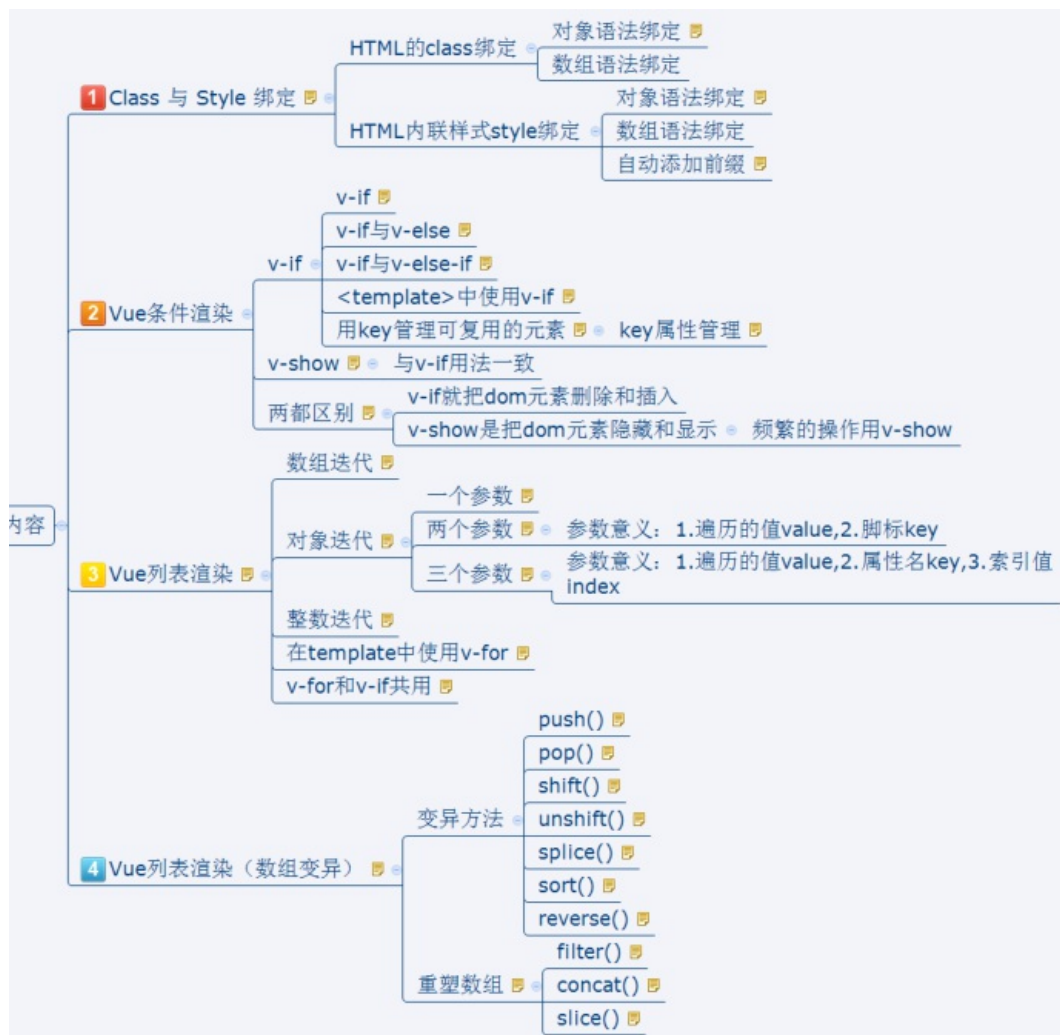 HTML的class绑定
对象语法绑定
数组语法绑定
1 Class 与 Style 绑定
HTML内联样式style绑定
对象语法绑定
数组语法绑定
自动添加前缀
2 Vue条件渲染
v-if
v-if
v-if与v-else
v-if与v-else-if
<template>中使用v-if
用key管理可复用的元素
key属性管理
v-show
与v-if用法一致
两都区别
v-if就把dom元素删除和插入
v-show是把dom元素隐藏和显示
频繁的操作用v-show
内容
3 Vue列表渲染
数组迭代
对象迭代
一个参数
两个参数
参数意义：1.遍历的值value,2.脚标key
三个参数
参数意义：1.遍历的值value,2.属性名key,3.索引值
index
整数迭代
在template中使用v-for
v-for和v-if共用
4 Vue列表渲染（数组变异）
变异方法
push()
pop()
shift()
unshift()
splice()
sort()
reverse()
重塑数组
filter()
concat()
slice()